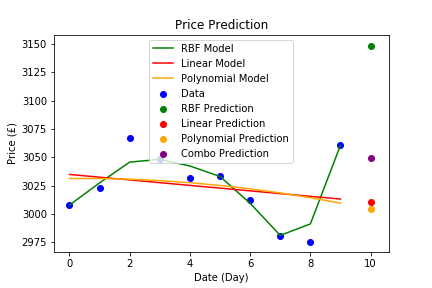 Price Prediction
3150
3125
3100
3075
3050
3025
3000
2975
Price (£)
RBF Model
Linear Model
Polynomial Model
Data
RBF Prediction
Linear Prediction
Polynomial Prediction
Combo Prediction
0 2 4 6 8 10
Date (Day)